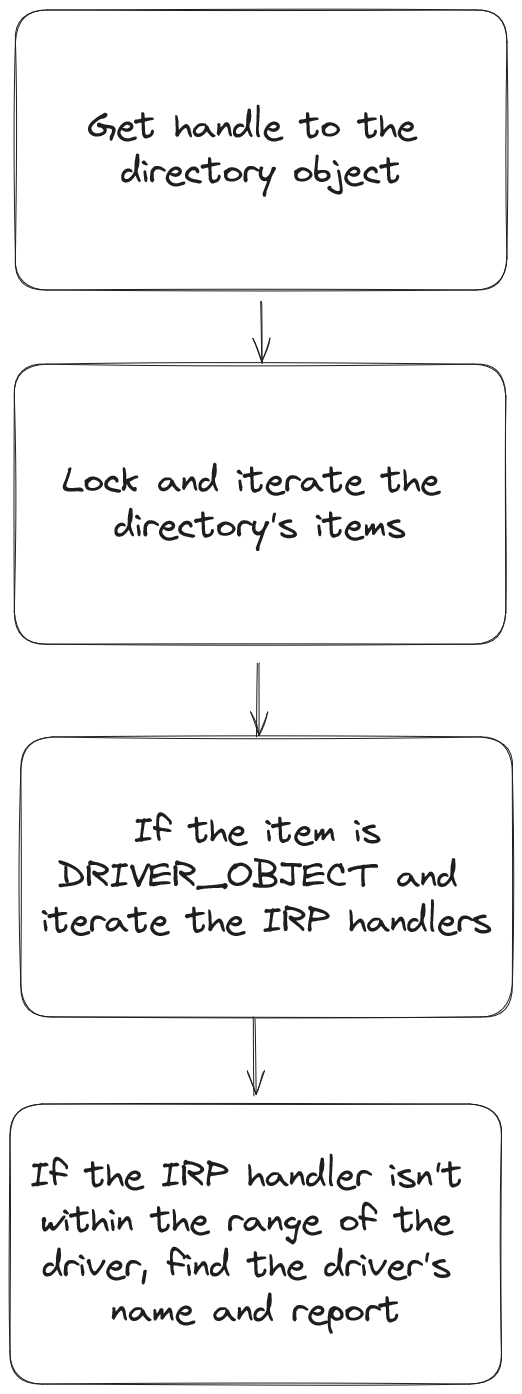 Get handle to the
directory object
Lock and iterate the
directory's items
If the item is
DRIVER_OBJECT and
iterate the IRP handlers
If the IRP handler isn't
within the range of the
driver, find the driver's
name and report